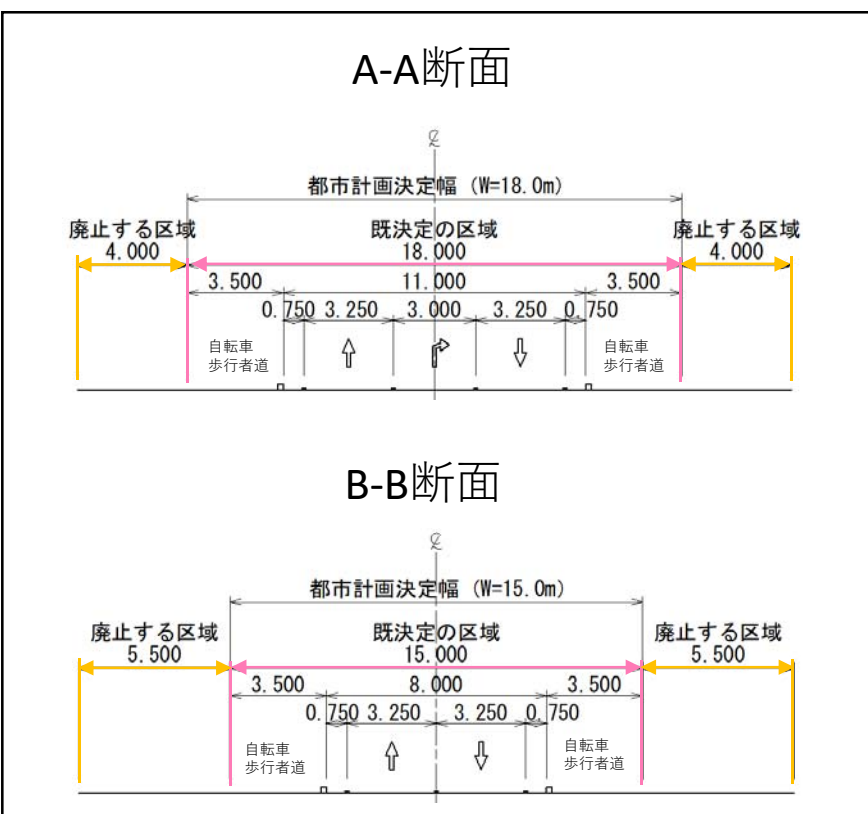 A-A断面
℄
都市計画決定幅 (W=18.0m)
廃止する区域 既決定の区域 廃止する区域
4.000 18.000 4.000
3.500 11.000 3.500
0.750 3.250 3.000 3.250 0.750
自転車 自転車
歩行者道 歩行者道
B-B断面
℄
都市計画決定幅 (W=15.0m)
廃止する区域 既決定の区域 廃止する区域
5.500 15.000 5.500
3.500 8.000 3.500
0.750 3.250 3.250 0.750
自転車 自転車
歩行者道 歩行者道